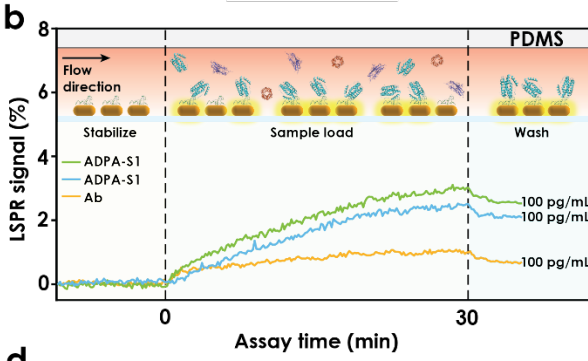 b
PDMS
Flow
direction
Stabilize
Sample load
Wash
LSPR signal (%)
8
6
4
2
0
ADPA-S1
ADPA-S1
Ab
100 pg/mL
100 pg/mL
100 pg/mL
0
30
Assay time (min)